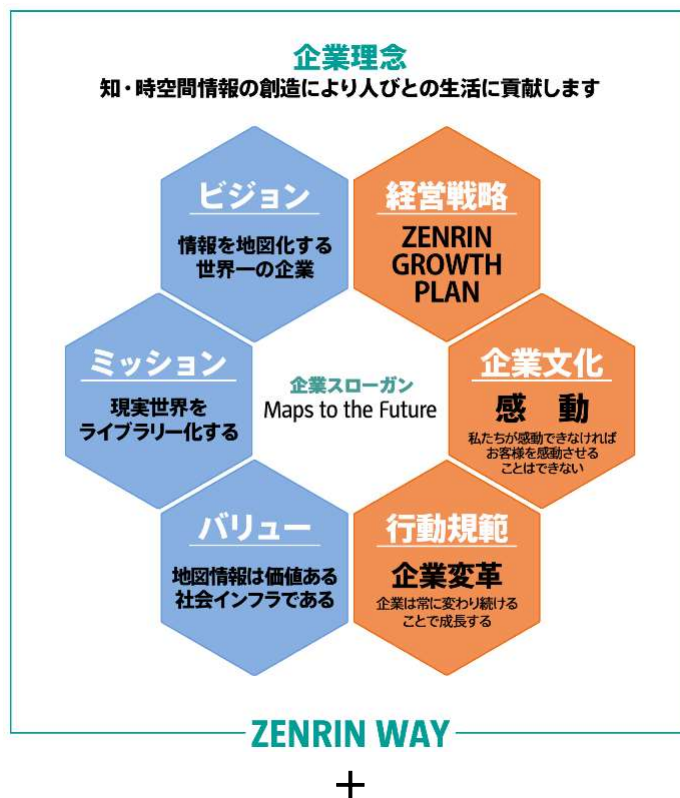 企業理念
知・時空間情報の創造により人びとの生活に貢献します
ビジョン
情報を地図化する
世界一の企業
経営戦略
ZENRIN
GROWTH
PLAN
ミッション
現実世界を
ライブラリー化する
企業スローガン
Maps to the Future
企業文化
感 動
私たちが感動できなければ
お客様を感動させる
ことはできない
バリュー
地図情報は価値ある
社会インフラである
行動規範
企業変革
企業は常に変わり続ける
ことで成長する
ZENRIN WAY
+